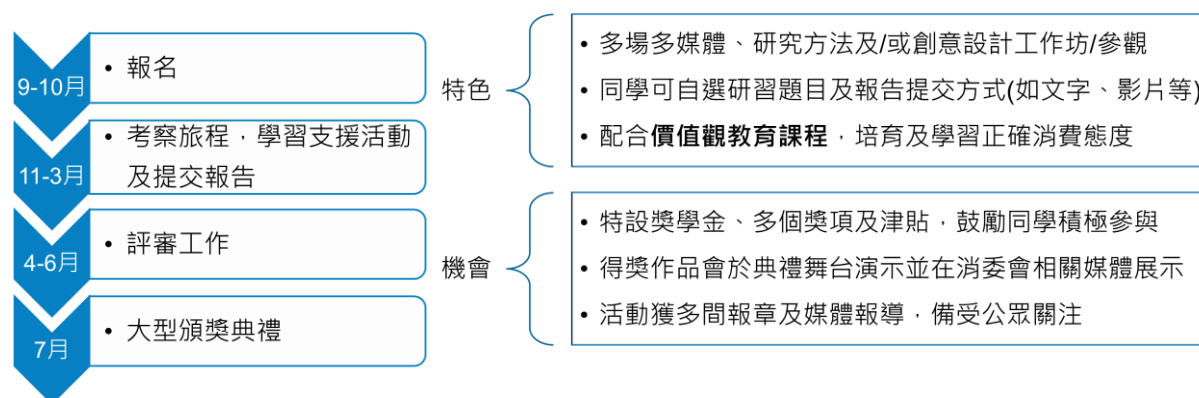 9-10月
• 報名
11-3月
• 考察旅程，學習支援活動
及提交報告
4-6月
• 評審工作
7月
• 大型頒獎典禮
特色
• 多場多媒體、研究方法及/或創意設計工作坊/參觀
• 同學可自選研習題目及報告提交方式(如文字、影片等)
• 配合價值觀教育課程，培育及學習正確消費態度
機會
• 特設獎學金、多個獎項及津貼，鼓勵同學積極參與
• 得獎作品會於典禮舞台演示並在消委會相關媒體展示
• 活動獲多間報章及媒體報導，備受公眾關注